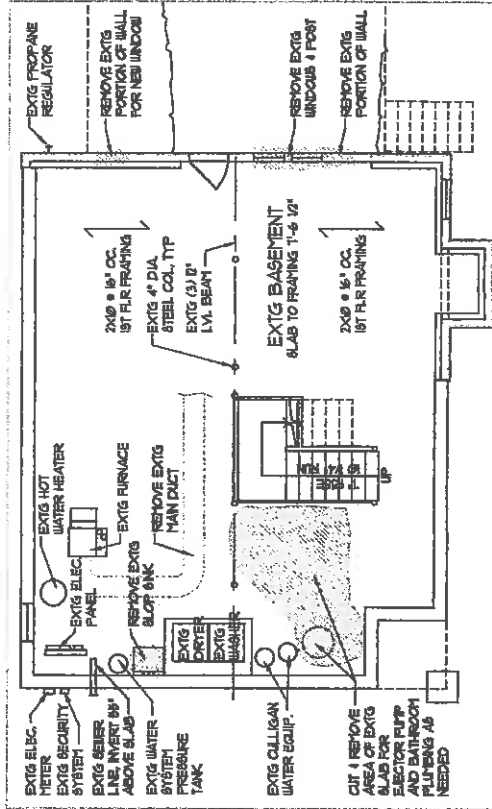 EXTG PROPANE
REGULATOR
REMOVE EXTG
PORTION OF WALL
FOR NEW WINDOW
REMOVE EXTG
WINDOWS & POST
REMOVE EXTG
PORTION OF WALL
2X10 @ 16" OC.
1ST FLR FRAMING
EXTG 4" DIA.
STEEL COL, TYP
EXTG (3) 12"
LVL BEAM
EXTG BASEMENT
SLAB TO FRAMING 7'-6 1/2"
2X10 @ 16" OC.
1ST FLR FRAMING
EXTG HOT
WATER HEATER
EXTG FURNACE
REMOVE EXTG
MAIN DUCT
EXTG ELEC.
PANEL
REMOVE EXTG
SLOP SINK
EXTG
DRYER
EXTG
WASHER
UP
EXTG ELEC.
METER
EXTG SECURITY
SYSTEM
EXTG SEWER
LINE, INVERT 55"
ABOVE SLAB
EXTG WATER
SYSTEM
PRESSURE
TANK
EXTG CULLIGAN
WATER EQUIP.
CUT & REMOVE
AREA OF EXTG
SLAB FOR
EJECTOR PUMP
AND BATHROOM
PLUMBING AS
NEEDED